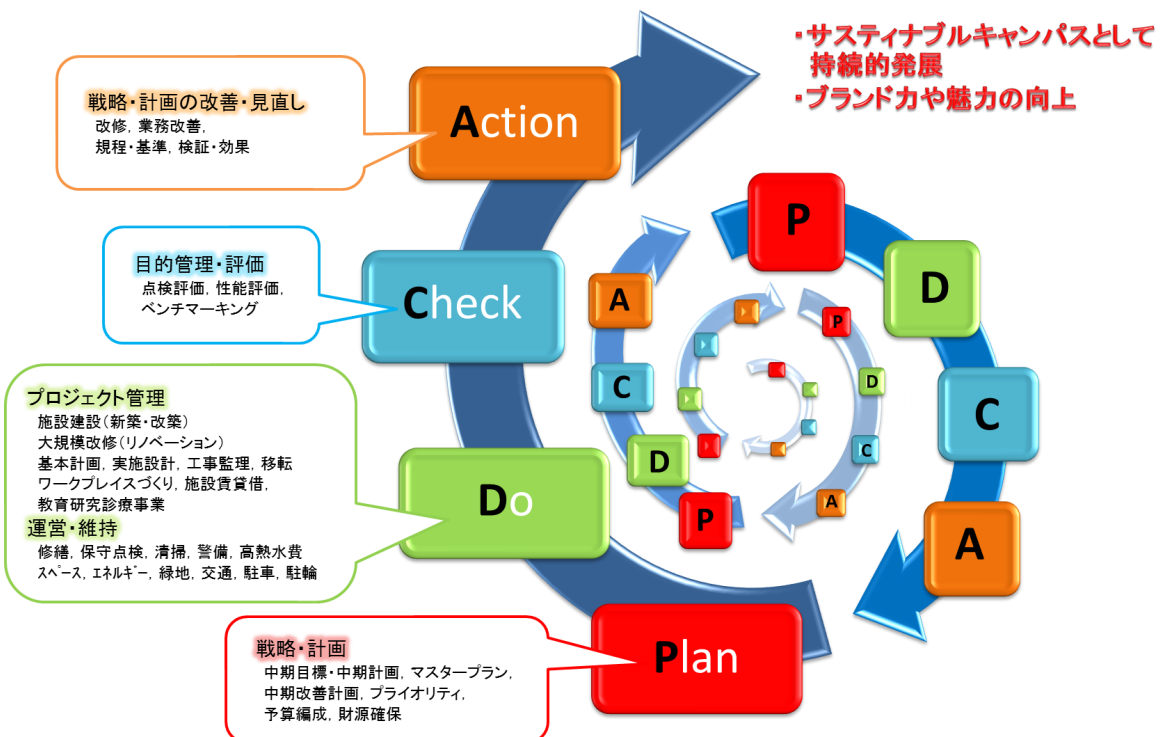 ・サスティナブルキャンパスとして
持続的発展
・ブランド力や魅力の向上
Action
戦略・計画の改善・見直し
改修, 業務改善,
規程・基準, 検証・効果
Check
目的管理・評価
点検評価, 性能評価,
ベンチマーキング
Do
プロジェクト管理
施設建設（新築・改築）
大規模改修（リノベーション）
基本計画, 実施設計, 工事監理, 移転
ワークプレイスづくり, 施設賃貸借,
教育研究診療事業
運営・維持
修繕, 保守点検, 清掃, 警備, 高熱水費
ｽﾍﾟｰｽ, ｴﾈﾙｷﾞｰ, 緑地, 交通, 駐車, 駐輪
Plan
戦略・計画
中期目標・中期計画, マスタープラン,
中期改善計画, プライオリティ,
予算編成, 財源確保
P
D
C
A
A
C
D
P
P
D
C
A